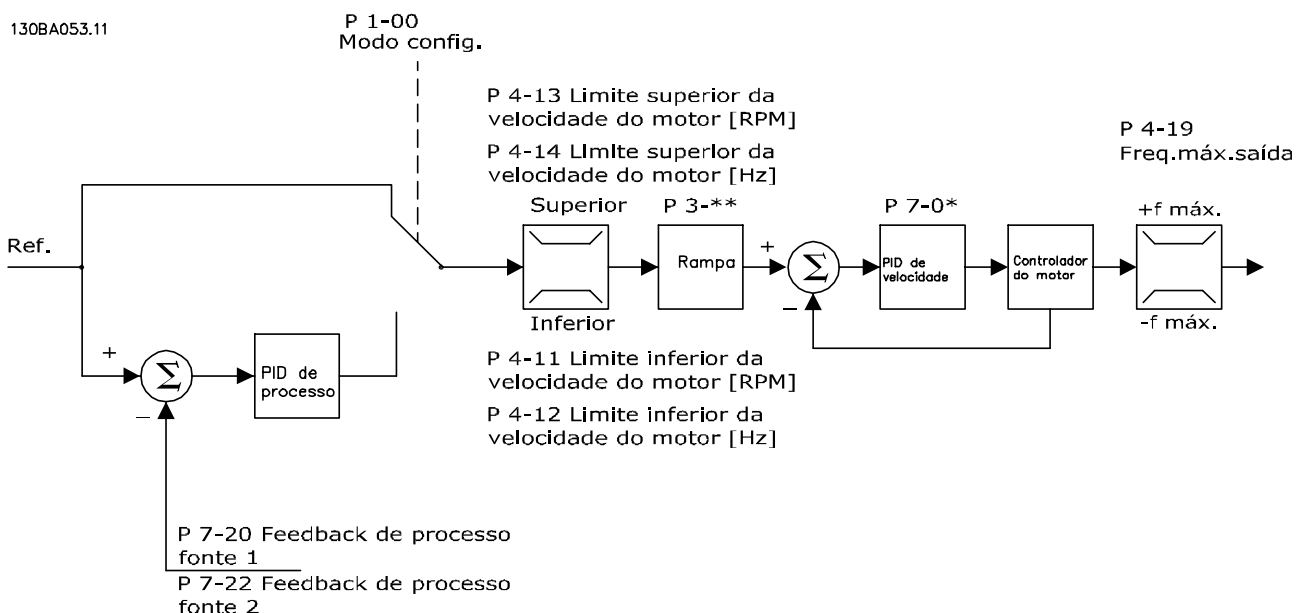 130BA053.11
P 1-00
Modo config.
P 4-13 Limite superior da
velocidade do motor [RPM]
P 4-14 Limite superior da
velocidade do motor [Hz]
P 4-19
Freq.máx.saída
Superior
P 3-**
P 7-0*
+f máx.
Ref.
Rampa
+
Σ
−
PID de
velocidade
Controlador
do motor
Inferior
-f máx.
+
Σ
−
PID de
processo
P 4-11 Limite inferior da
velocidade do motor [RPM]
P 4-12 Limite inferior da
velocidade do motor [Hz]
P 7-20 Feedback de processo
fonte 1
P 7-22 Feedback de processo
fonte 2